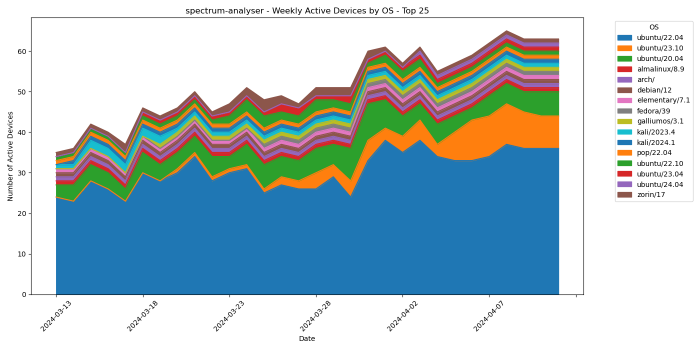 spectrum-analyser - Weekly Active Devices by OS - Top 25
Number of Active Devices
60
50
40
30
20
10
0
2024-03-13
2024-03-18
2024-03-23
2024-03-28
2024-04-02
2024-04-07
Date
OS
ubuntu/22.04
ubuntu/23.10
ubuntu/20.04
almalinux/8.9
arch/
debian/12
elementary/7.1
fedora/39
galliumos/3.1
kali/2023.4
kali/2024.1
pop/22.04
ubuntu/22.10
ubuntu/23.04
ubuntu/24.04
zorin/17